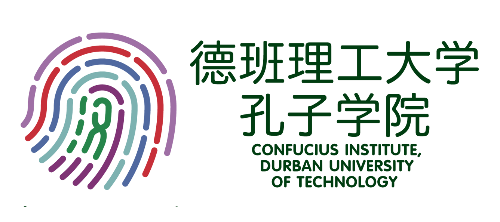 德班理工大学
孔子学院
CONFUCIUS INSTITUTE,
DURBAN UNIVERSITY
OF TECHNOLOGY